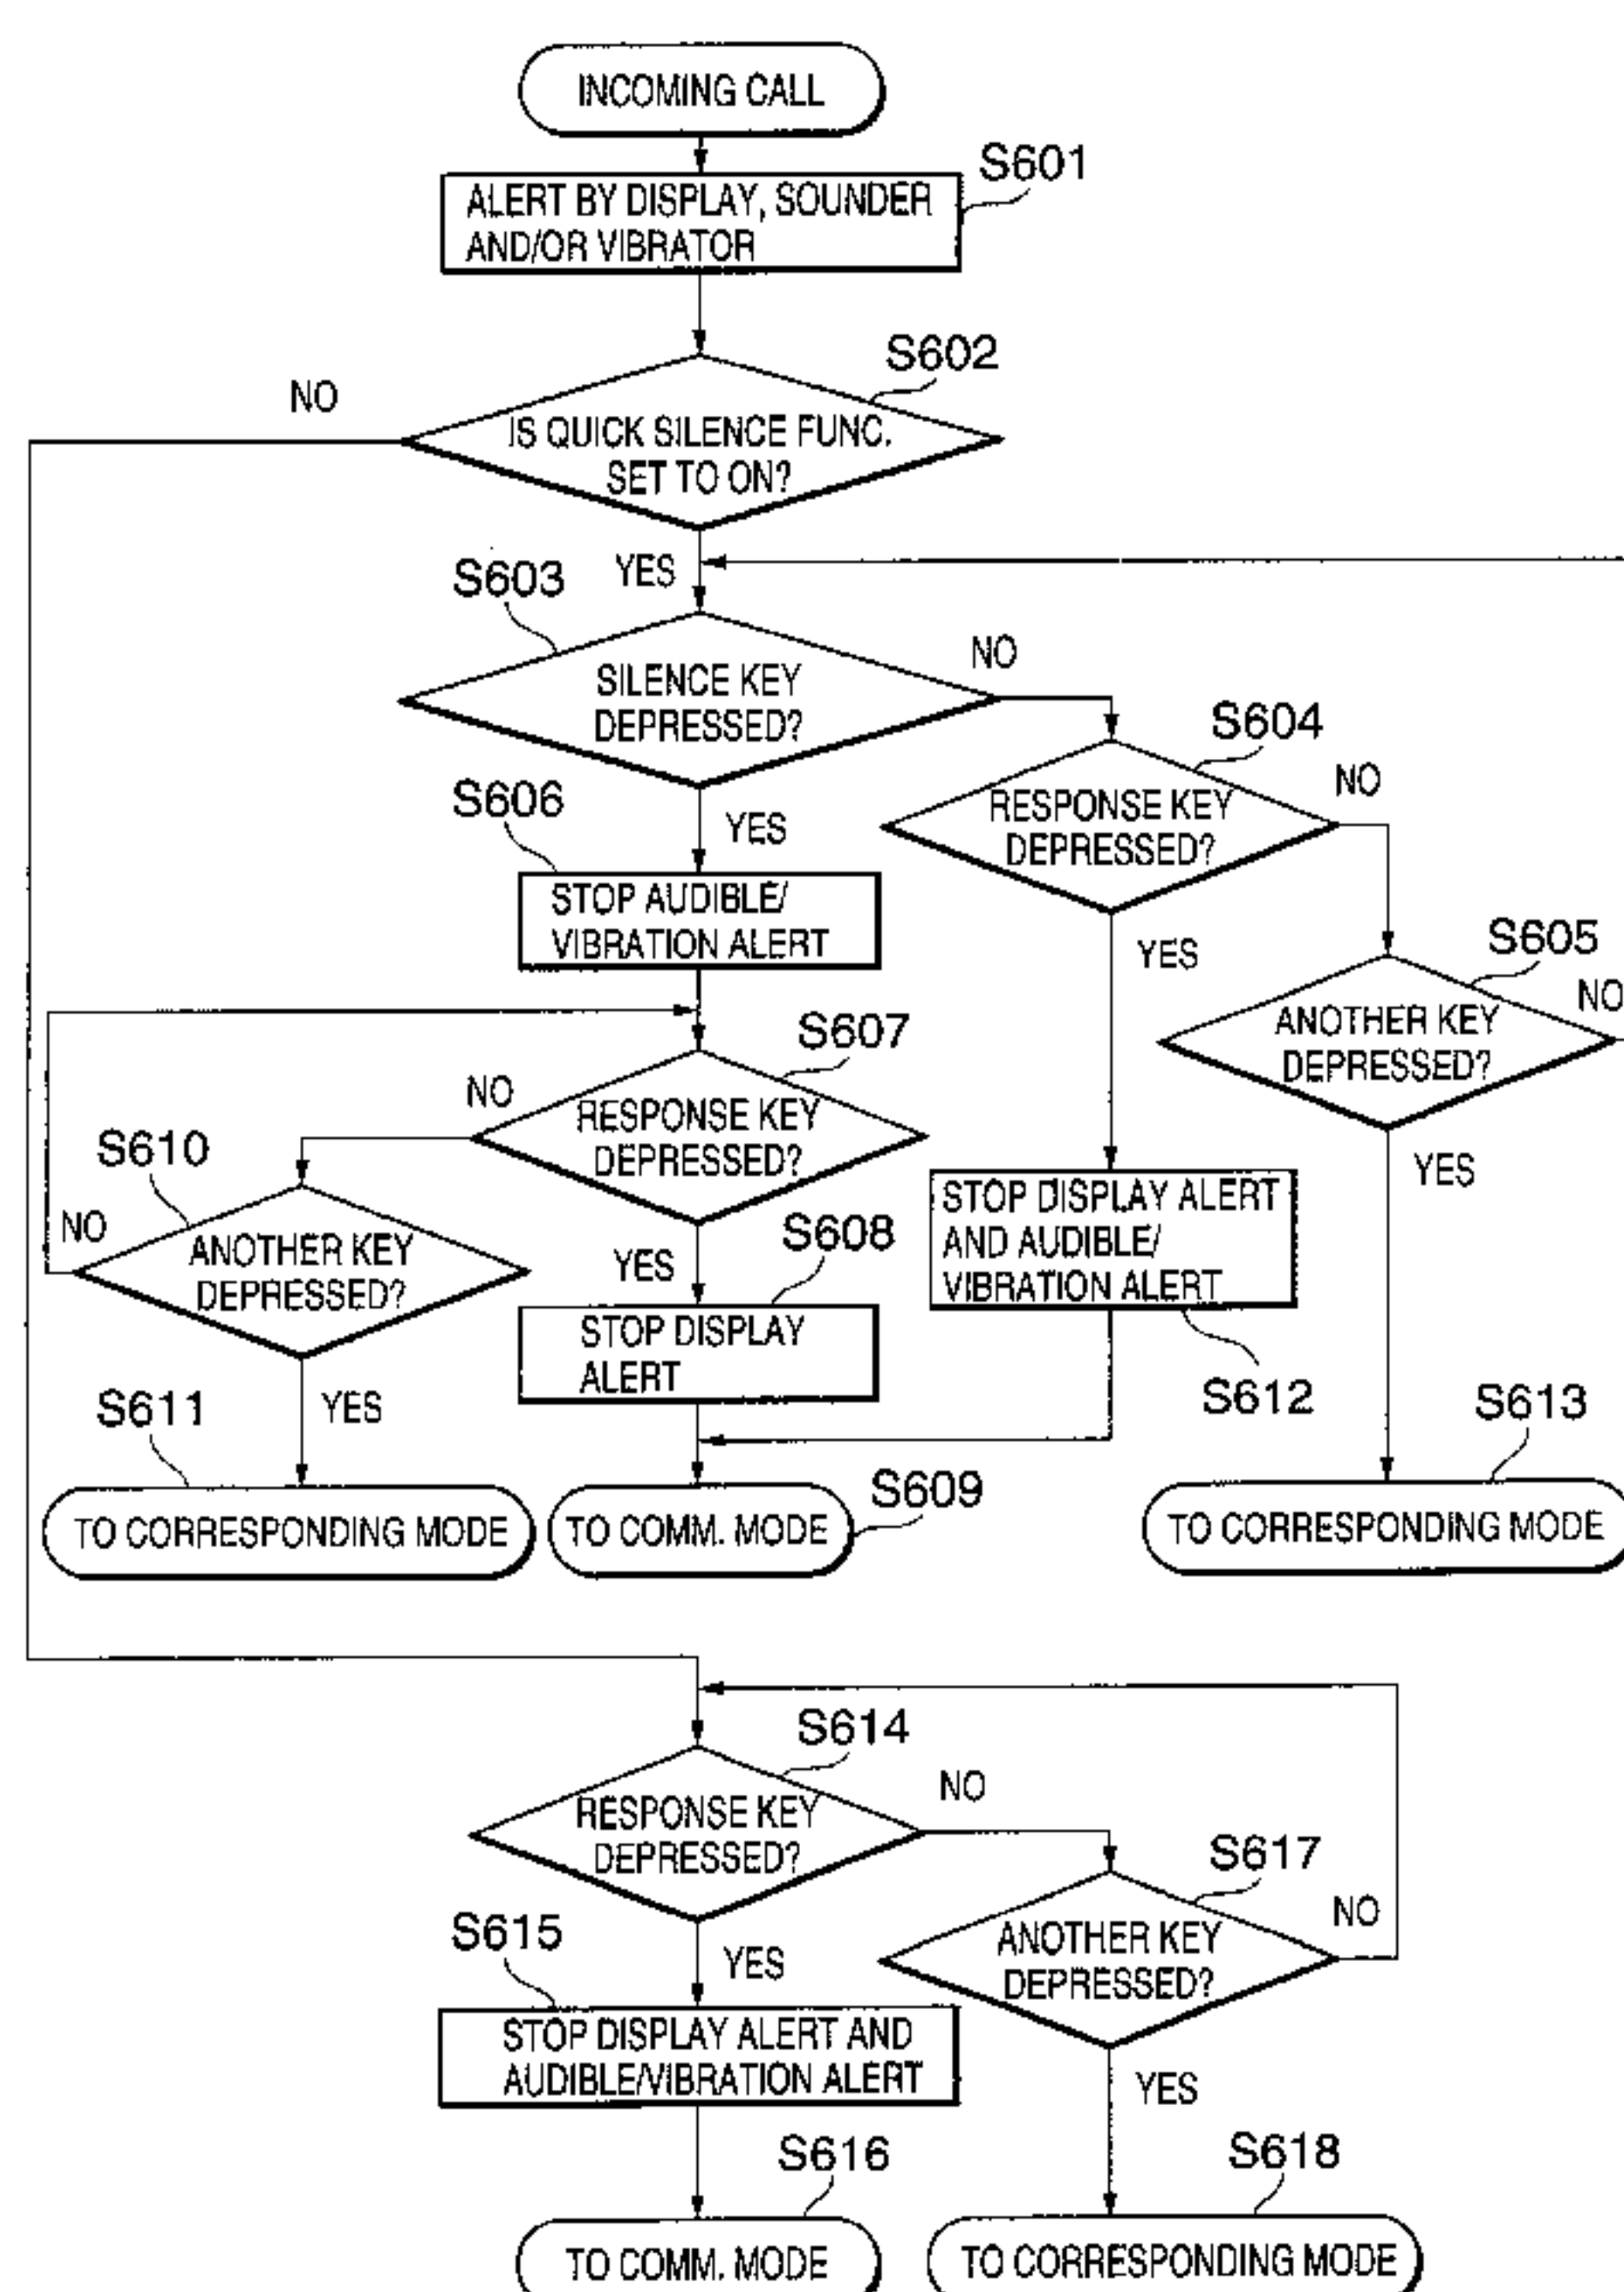 INCOMING CALL
S601
ALERT BY DISPLAY, SOUNDER
AND/OR VIBRATOR
S602
NO
IS QUICK SILENCE FUNC.
SET TO ON?
YES
S603
NO
SILENCE KEY
DEPRESSED?
S604
NO
RESPONSE KEY
DEPRESSED?
S606
YES
STOP AUDIBLE/
VIBRATION ALERT
YES
S605
NO
ANOTHER KEY
DEPRESSED?
S607
NO
RESPONSE KEY
DEPRESSED?
S610
NO
ANOTHER KEY
DEPRESSED?
YES
S608
STOP DISPLAY
ALERT
STOP DISPLAY ALERT
AND AUDIBLE/
VIBRATION ALERT
S612
YES
S611
YES
S613
TO CORRESPONDING MODE
TO COMM. MODE
S609
TO CORRESPONDING MODE
S614
NO
RESPONSE KEY
DEPRESSED?
S617
NO
ANOTHER KEY
DEPRESSED?
S615
YES
STOP DISPLAY ALERT AND
AUDIBLE/VIBRATION ALERT
YES
S616
S618
TO COMM. MODE
TO CORRESPONDING MODE